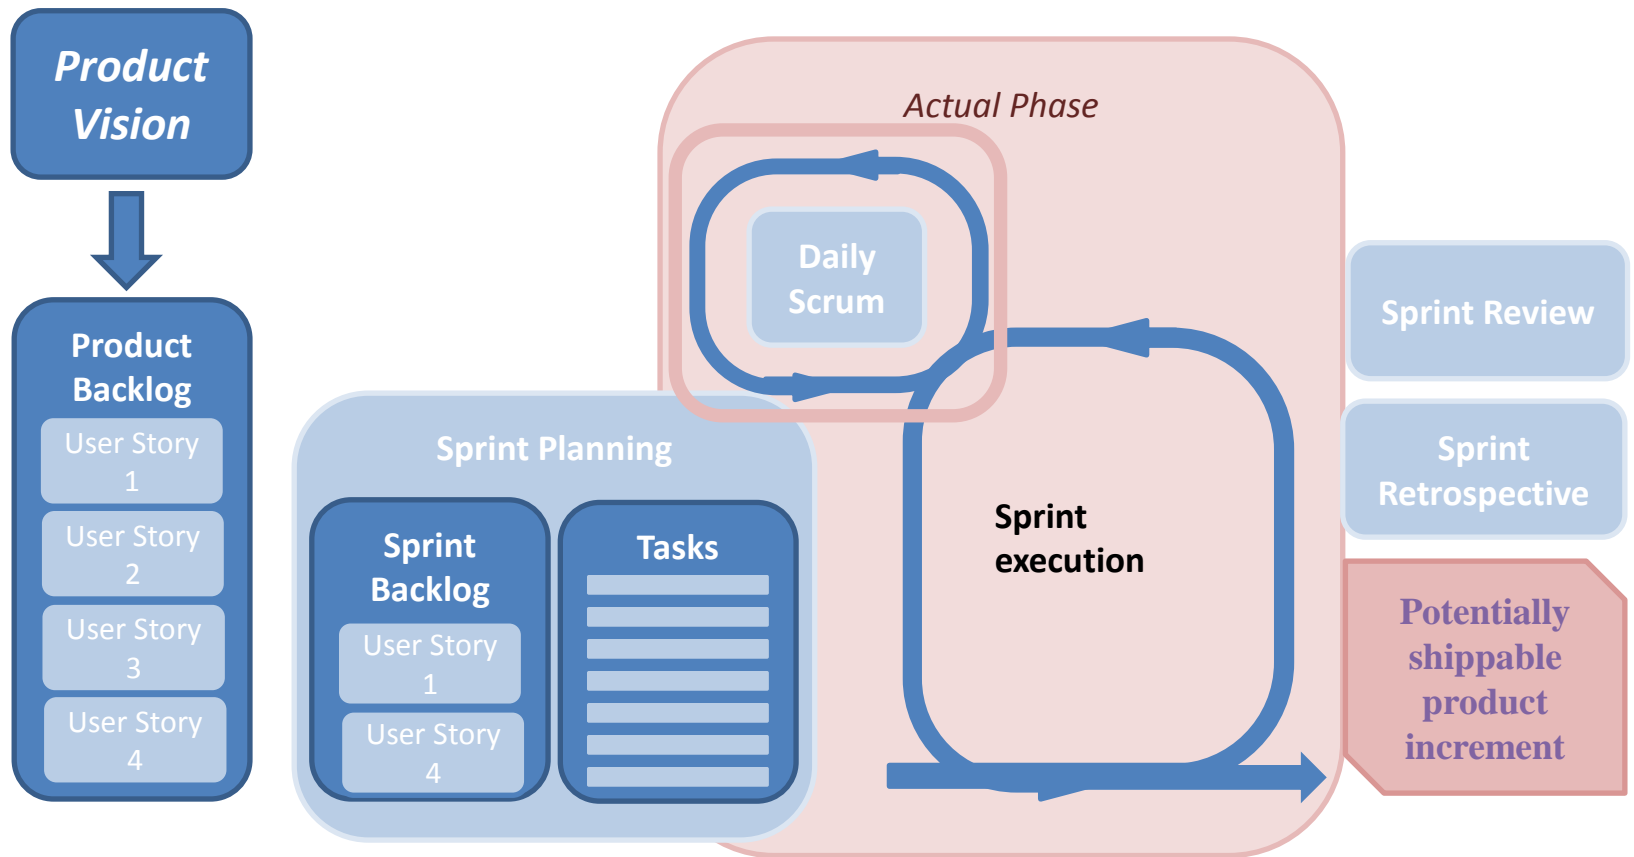 Product
Vision
Product
Backlog
User Story
1
User Story
2
User Story
3
User Story
4
Sprint Planning
Sprint
Backlog
User Story
1
User Story
4
Tasks
Actual Phase
Daily
Scrum
Sprint
execution
Sprint Review
Sprint
Retrospective
Potentially
shippable
product
increment